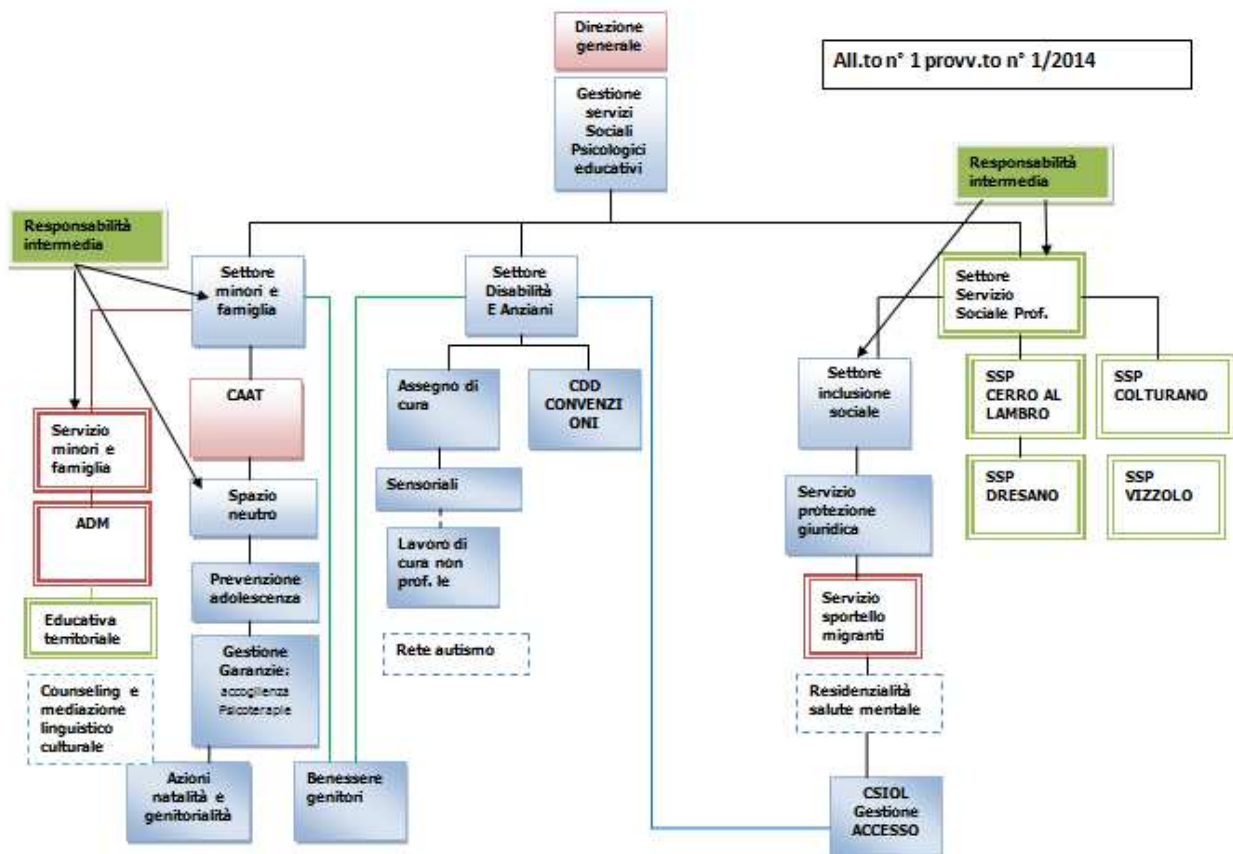 Direzione
generale
All.to n° 1 provv.to n° 1/2014
Gestione
servizi
Sociali
Psicologici
educativi
Responsabilità
intermedia
Responsabilità
intermedia
Settore
minori e
famiglia
Settore
Disabilità
E Anziani
Settore
Servizio
Sociale Prof.
CAAT
Assegno di
cura
CDD
CONVENZI
ONI
Settore
inclusione
sociale
SSP
CERRO AL
LAMBRO
SSP
COLTURANO
Servizio
minori e
famiglia
Spazio
neutro
Sensoriali
Servizio
protezione
giuridica
SSP
DRESANO
SSP
VIZZOLO
ADM
Lavoro di
cura non
prof. le
Prevenzione
adolescenza
Servizio
sportello
migranti
Educativa
territoriale
Gestione
Garanzie:
accoglienza
Psicoterapie
Rete autismo
Counseling e
mediazione
linguistico
culturale
Residenzialità
salute mentale
Azioni
natalità e
genitorialità
Benessere
genitori
CSIOL
Gestione
ACCESSO